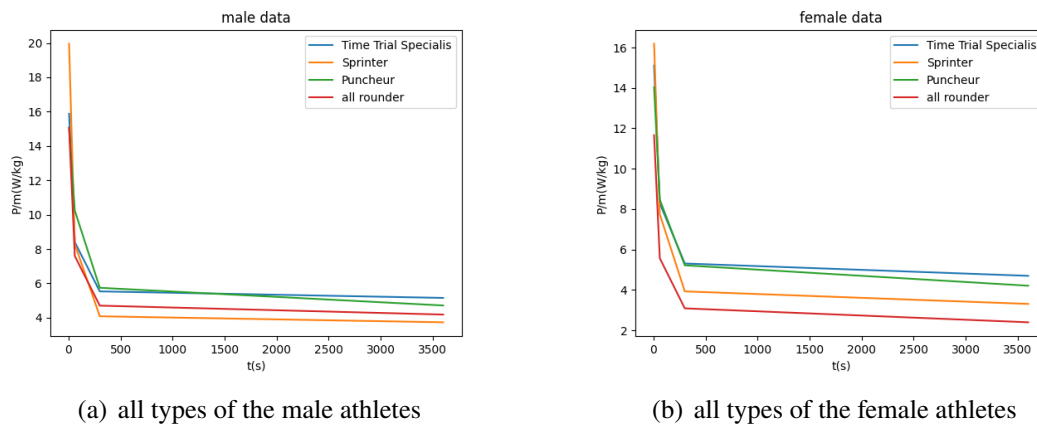 male data
20
18
16
14
12
10
8
6
4
P/m(W/kg)
0 500 1000 1500 2000 2500 3000 3500
t(s)
Time Trial Specialis
Sprinter
Puncheur
all rounder
(a) all types of the male athletes
female data
16
14
12
10
8
6
4
2
P/m(W/kg)
0 500 1000 1500 2000 2500 3000 3500
t(s)
Time Trial Specialis
Sprinter
Puncheur
all rounder
(b) all types of the female athletes